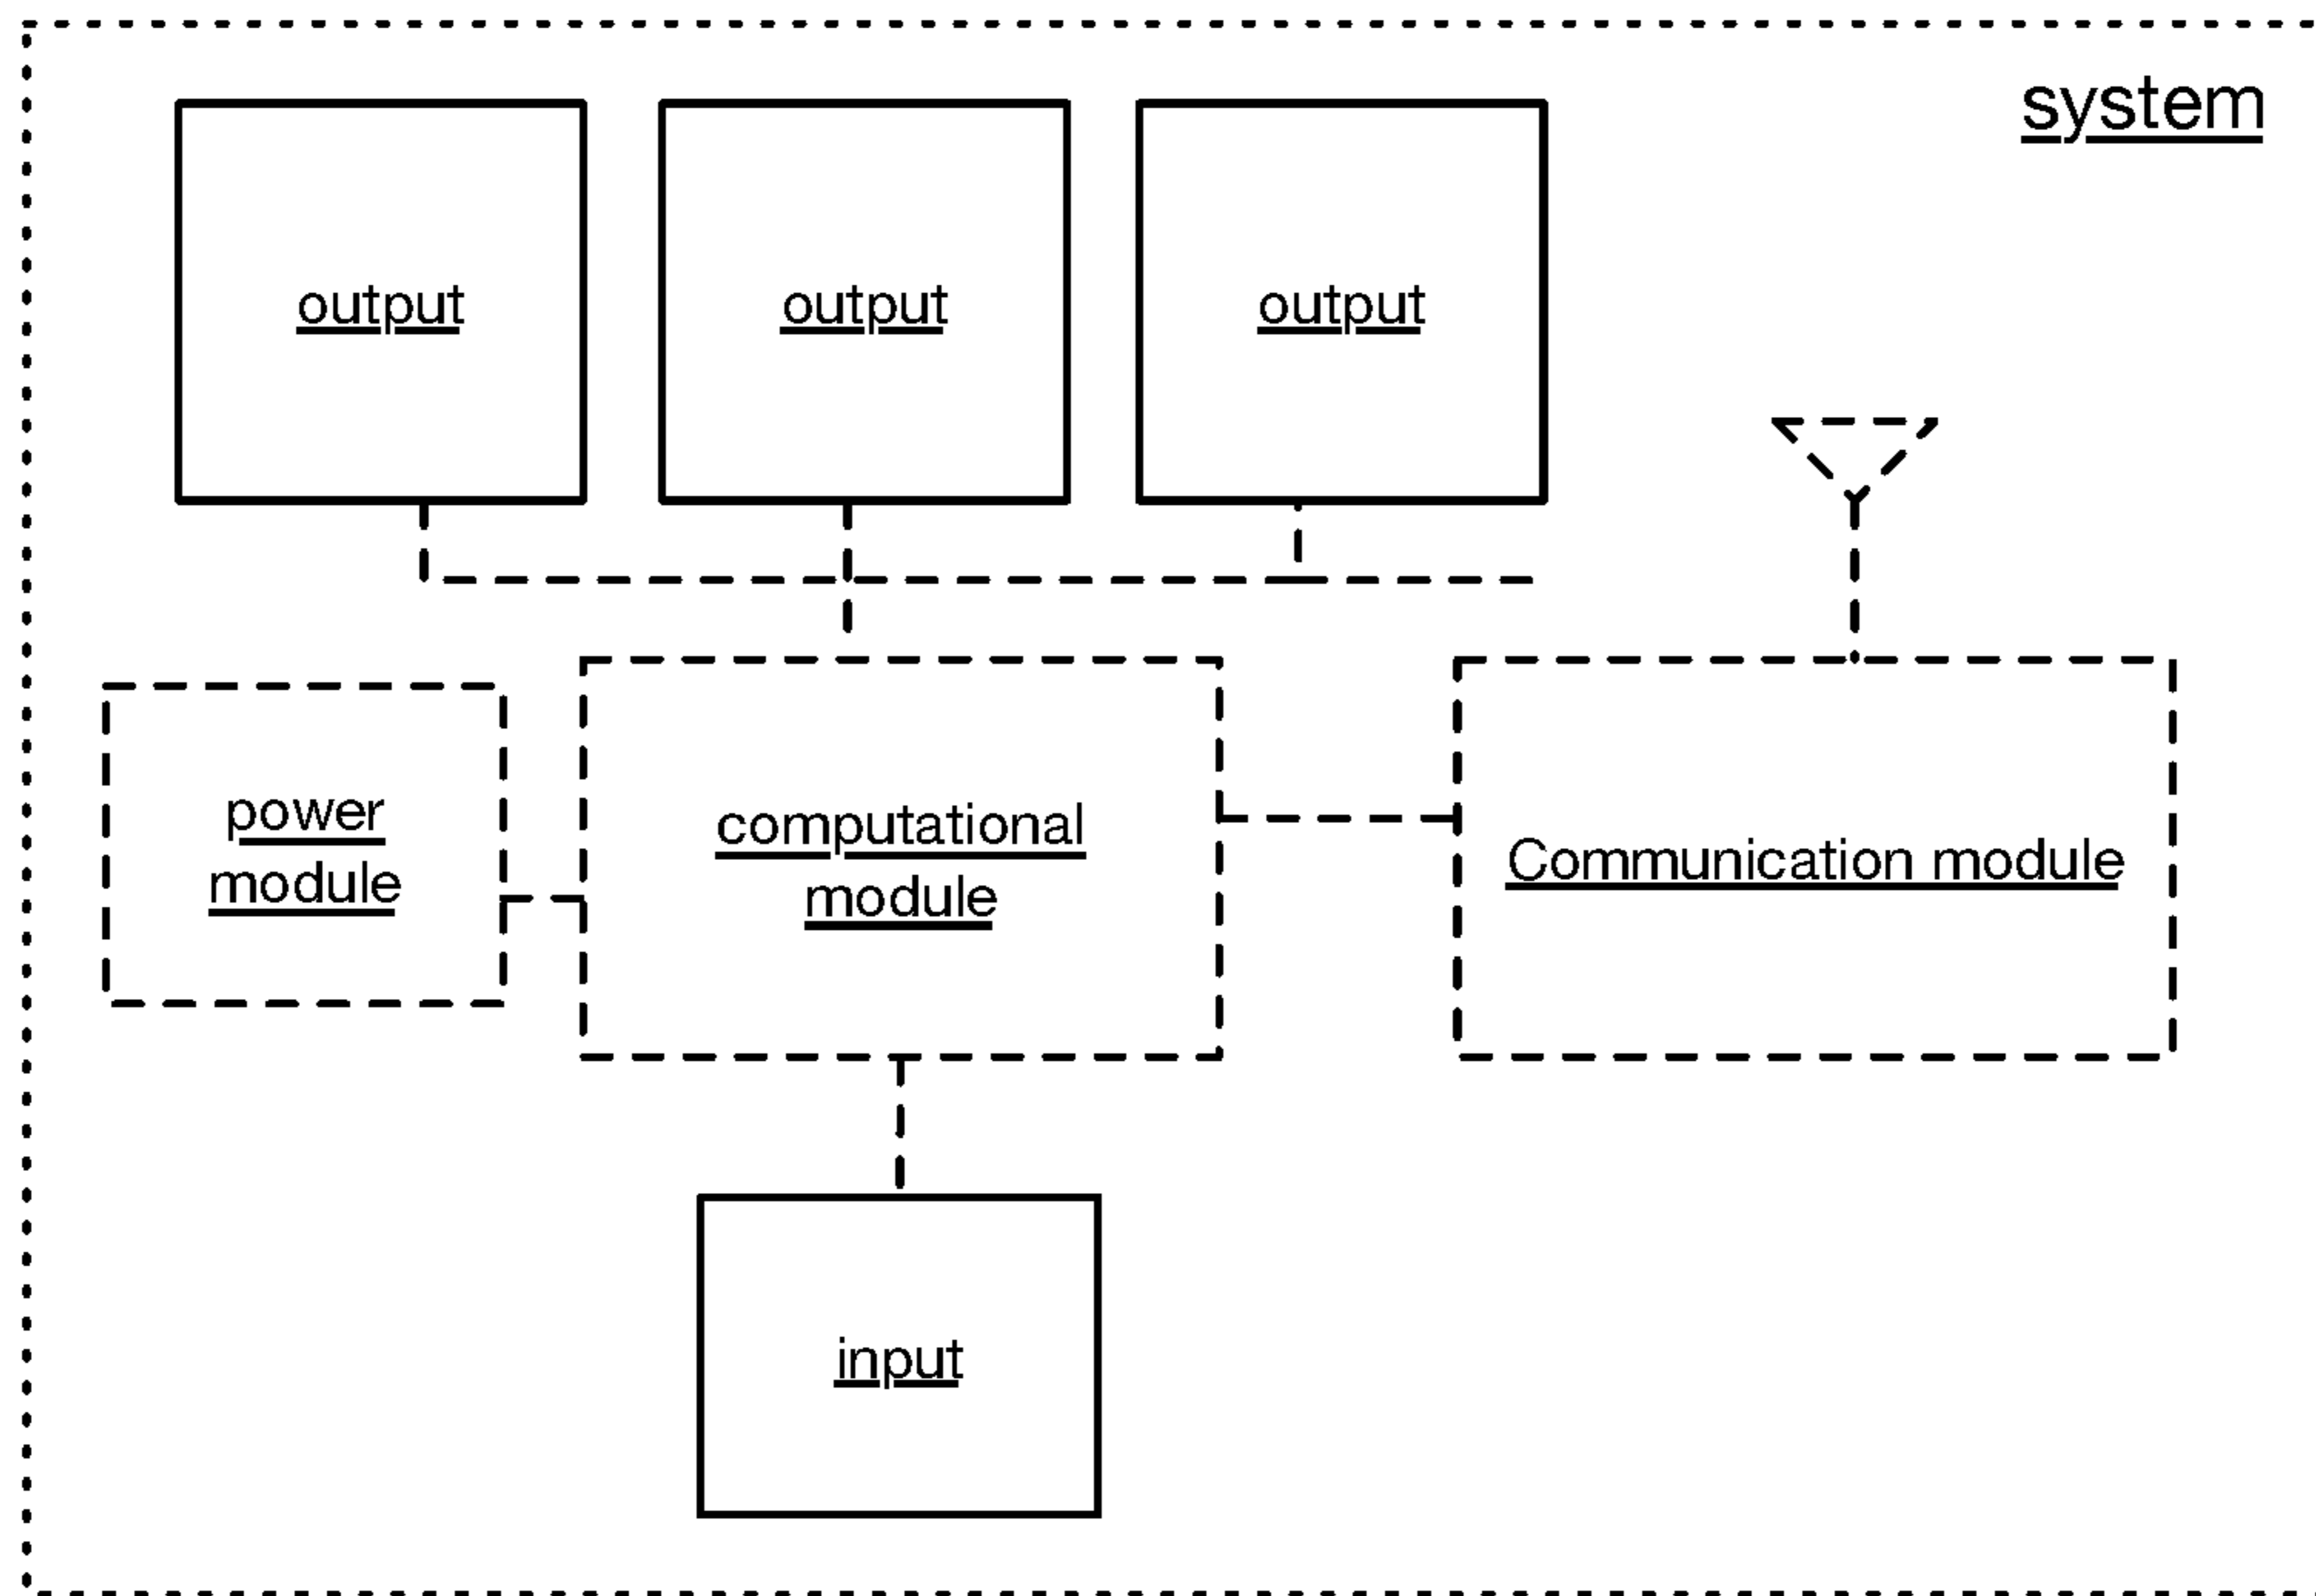 system
output
output
output
power
module
computational
module
Communication module
input